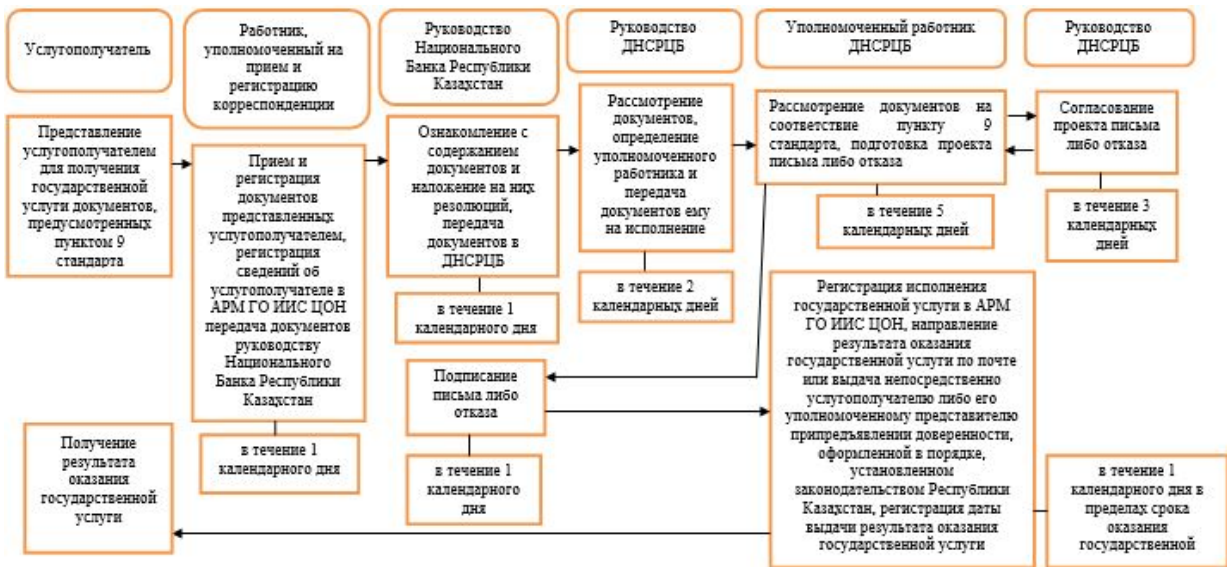 Услугополучатель
Работник,
уполномоченный на
прием и
регистрацию
корреспонденции
Руководство
Национального
Банка Республики
Казахстан
Руководство
ДНСРЦБ
Уполномоченный работник
ДНСРЦБ
Руководство
ДНСРЦБ
Представление
услугополучателем
для получения
государственной
услуги документов,
предусмотренных
пунктом 9
стандарта
Прием и
регистрация
документов
представленных
услугополучателем,
регистрация
сведений об
услугополучателе в
АРМ ГО ИИС ЦОН
передача документов
руководству
Национального
Банка Республики
Казахстан
в течение 1
календарного дня
Ознакомление с
содержанием
документов и
наложение на них
резолюций,
передача
документов в
ДНСРЦБ
в течение 1
календарного дня
Рассмотрение
документов,
определение
уполномоченного
работника и
передача
документов ему
на исполнение
в течение 2
календарных дней
Рассмотрение документов на
соответствие пункту 9
стандарта, подготовка проекта
письма либо отказа
в течение 5
календарных дней
Согласование
проекта письма
либо отказа
в течение 3
календарных
дней
Подписание
письма либо
отказа
в течение 1
календарного
дня
Регистрация исполнения
государственной услуги в АРМ
ГО ИИС ЦОН, направление
результата оказания
государственной услуги по почте
или выдача непосредственно
услугополучателю либо его
уполномоченному представителю
припредъявлении доверенности,
оформленной в порядке,
установленном
законодательством Республики
Казахстан, регистрация даты
выдачи результата оказания
государственной услуги
в течение 1
календарного дня в
пределах срока
оказания
государственной
Получение
результата
оказания
государственной
услуги